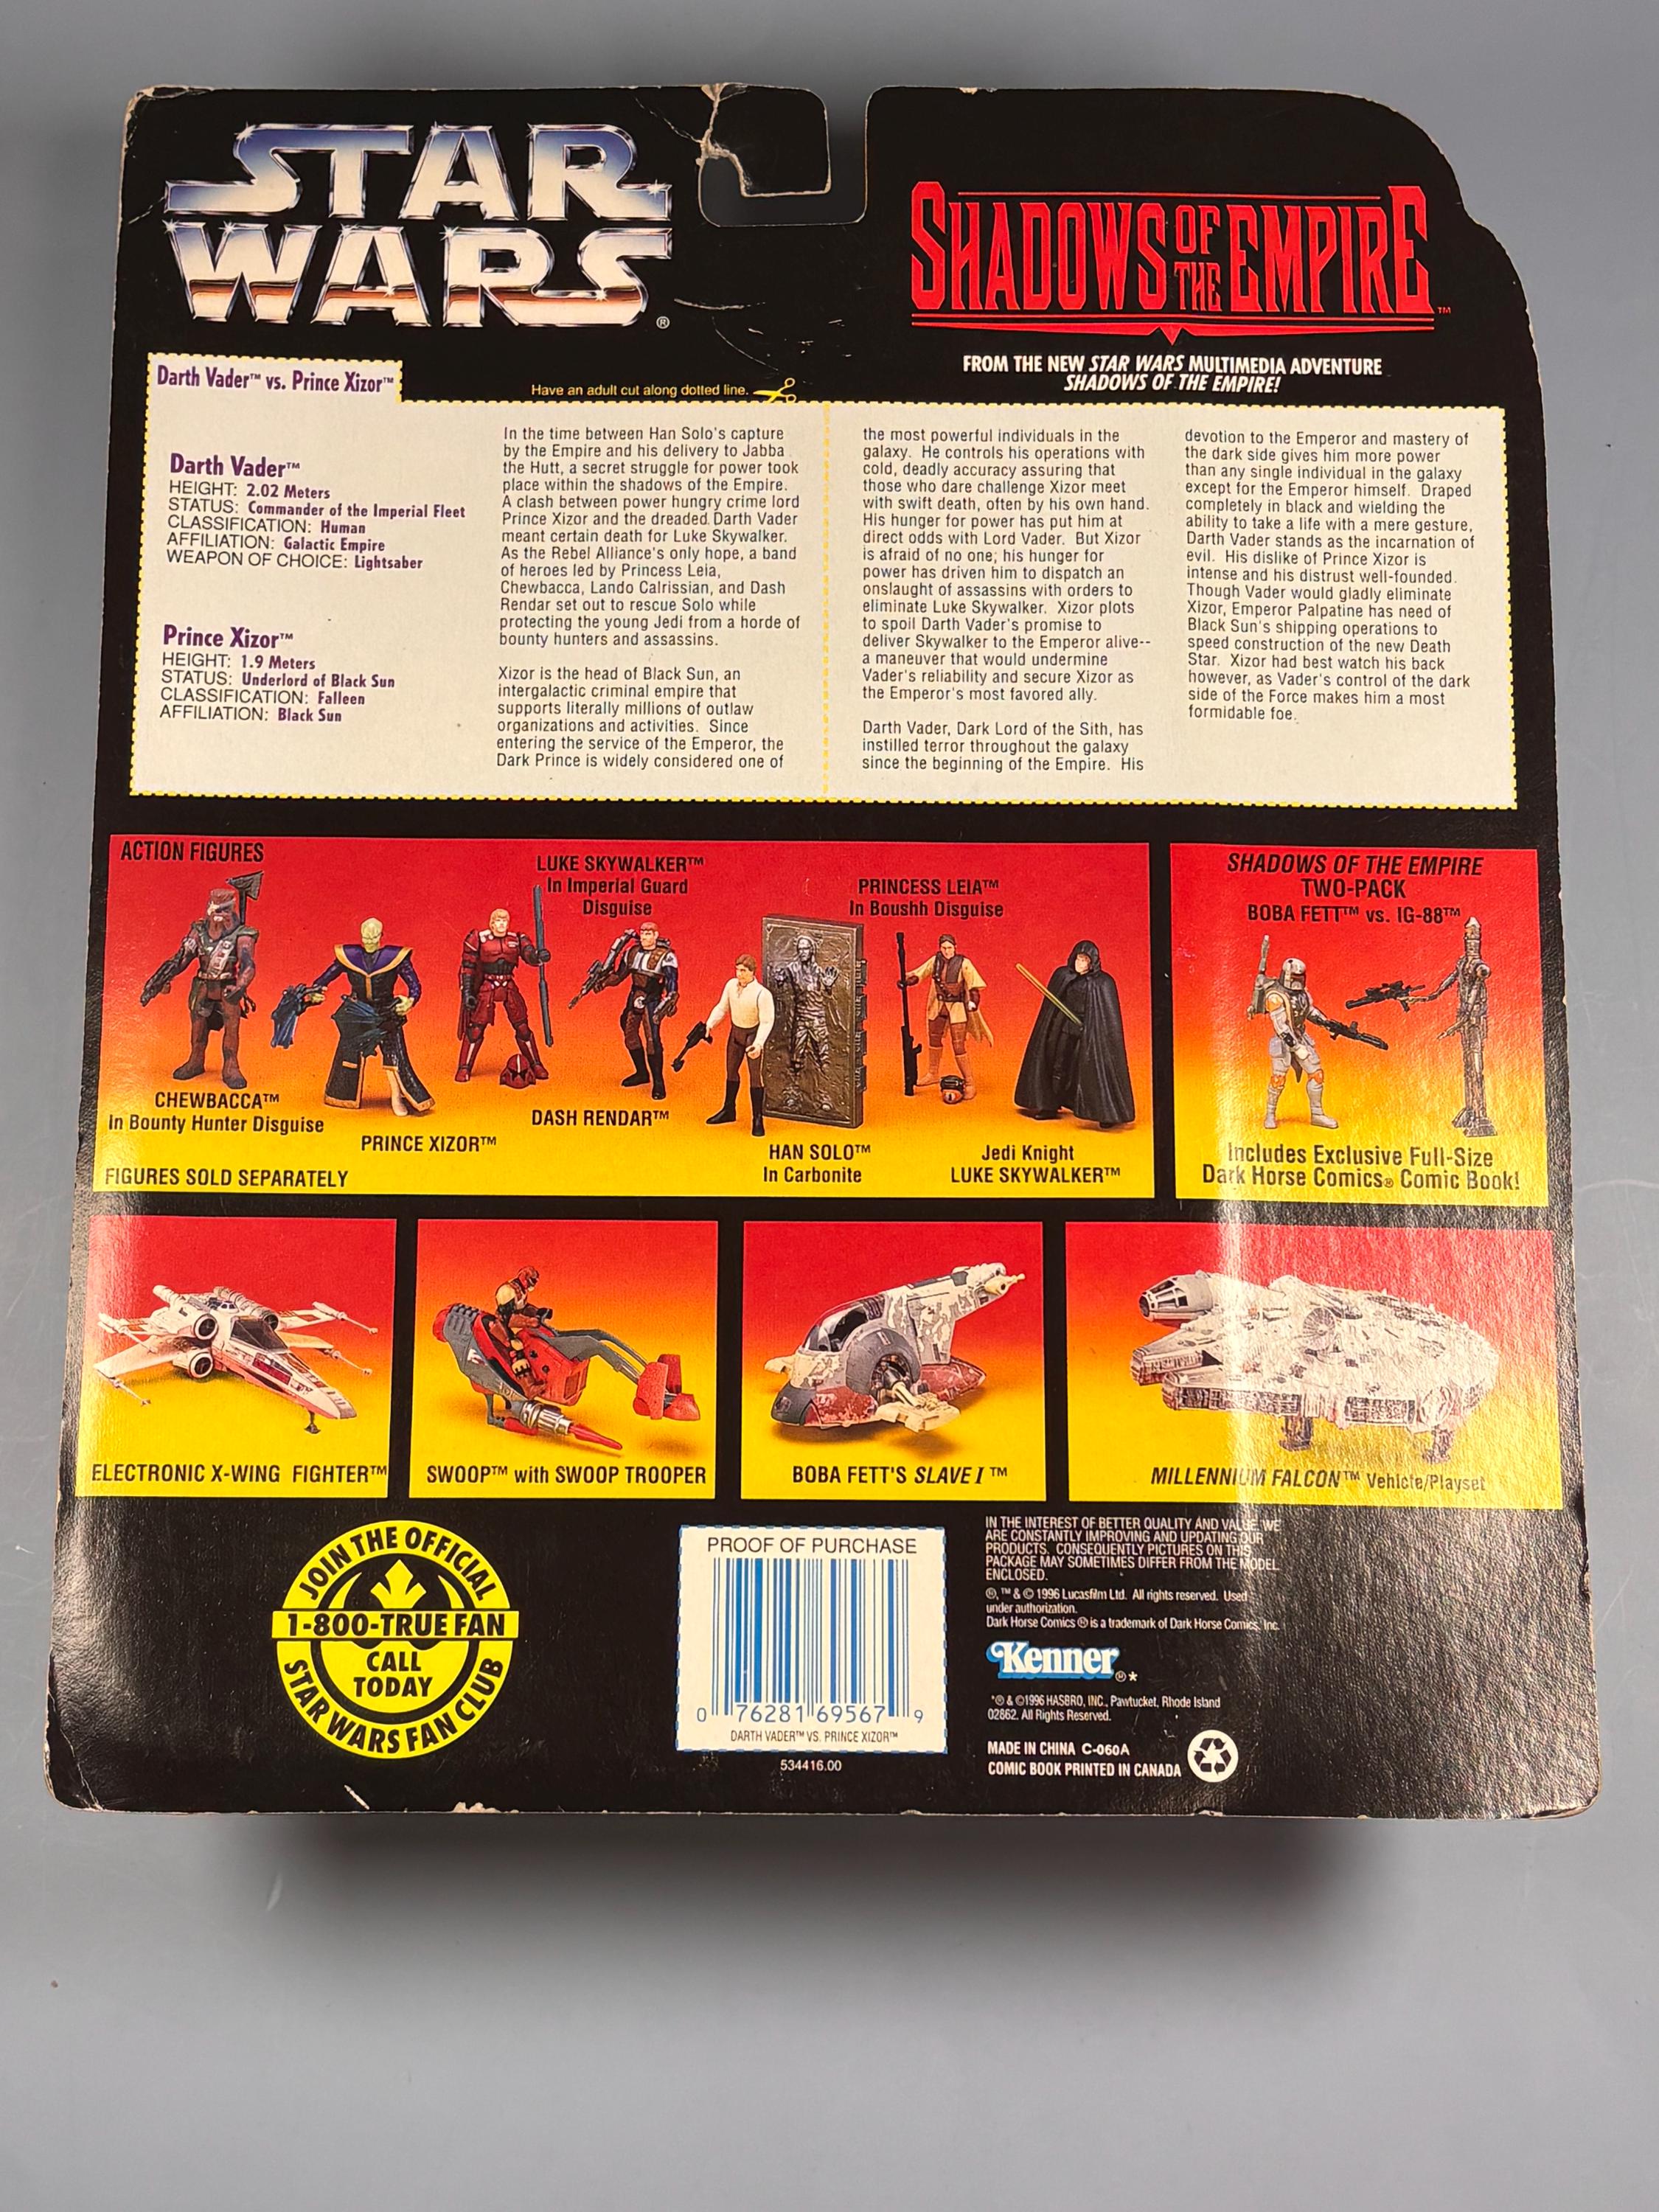 STAR
WARS®
SHADOWS OF THE EMPIRE™
FROM THE NEW STAR WARS MULTIMEDIA ADVENTURE
SHADOWS OF THE EMPIRE!
Darth Vader™ vs. Prince Xizor™
Have an adult cut along dotted line.
Darth Vader™
HEIGHT: 2.02 Meters
STATUS: Commander of the Imperial Fleet
CLASSIFICATION: Human
AFFILIATION: Galactic Empire
WEAPON OF CHOICE: Lightsaber
Prince Xizor™
HEIGHT: 1.9 Meters
STATUS: Underlord of Black Sun
CLASSIFICATION: Falleen
AFFILIATION: Black Sun
In the time between Han Solo's capture
by the Empire and his delivery to Jabba
the Hutt, a secret struggle for power took
place within the shadows of the Empire.
A clash between power hungry crime lord
Prince Xizor and the dreaded Darth Vader
meant certain death for Luke Skywalker.
As the Rebel Alliance's only hope, a band
of heroes led by Princess Leia,
Chewbacca, Lando Calrissian, and Dash
Rendar set out to rescue Solo while
protecting the young Jedi from a horde of
bounty hunters and assassins.
Xizor is the head of Black Sun, an
intergalactic criminal empire that
supports literally millions of outlaw
organizations and activities. Since
entering the service of the Emperor, the
Dark Prince is widely considered one of
the most powerful individuals in the
galaxy. He controls his operations with
cold, deadly accuracy assuring that
those who dare challenge Xizor meet
with swift death, often by his own hand.
His hunger for power has put him at
direct odds with Lord Vader. But Xizor
is afraid of no one; his hunger for
power has driven him to dispatch an
onslaught of assassins with orders to
eliminate Luke Skywalker. Xizor plots
to spoil Darth Vader's promise to
deliver Skywalker to the Emperor alive--
a maneuver that would undermine
Vader's reliability and secure Xizor as
the Emperor's most favored ally.
Darth Vader, Dark Lord of the Sith, has
instilled terror throughout the galaxy
since the beginning of the Empire. His
devotion to the Emperor and mastery of
the dark side gives him more power
than any single individual in the galaxy
except for the Emperor himself. Draped
completely in black and wielding the
ability to take a life with a mere gesture,
Darth Vader stands as the incarnation of
evil. His dislike of Prince Xizor is
intense and his distrust well-founded.
Though Vader would gladly eliminate
Xizor, Emperor Palpatine has need of
Black Sun's shipping operations to
speed construction of the new Death
Star. Xizor had best watch his back
however, as Vader's control of the dark
side of the Force makes him a most
formidable foe.
ACTION FIGURES
LUKE SKYWALKER™
In Imperial Guard
Disguise
PRINCESS LEIA™
In Boushh Disguise
CHEWBACCA™
In Bounty Hunter Disguise
PRINCE XIZOR™
DASH RENDAR™
HAN SOLO™
In Carbonite
Jedi Knight
LUKE SKYWALKER™
FIGURES SOLD SEPARATELY
SHADOWS OF THE EMPIRE
TWO-PACK
BOBA FETT™ vs. IG-88™
Includes Exclusive Full-Size
Dark Horse Comics® Comic Book!
ELECTRONIC X-WING FIGHTER™
SWOOP™ with SWOOP TROOPER
BOBA FETT'S SLAVE I ™
MILLENNIUM FALCON™ Vehicle/Playset
JOIN THE OFFICIAL
1-800-TRUE FAN
CALL
TODAY
STAR WARS FAN CLUB
PROOF OF PURCHASE
0 76281 69567 9
DARTH VADER™ VS. PRINCE XIZOR™
534416.00
IN THE INTEREST OF BETTER QUALITY AND VALUE WE
ARE CONSTANTLY IMPROVING AND UPDATING OUR
PRODUCTS. CONSEQUENTLY PICTURES ON THIS
PACKAGE MAY SOMETIMES DIFFER FROM THE MODEL
ENCLOSED.
®, ™ & © 1996 Lucasfilm Ltd. All rights reserved. Used
under authorization.
Dark Horse Comics ® is a trademark of Dark Horse Comics, Inc.
Kenner®*
*® & ©1996 HASBRO, INC., Pawtucket, Rhode Island
02862. All Rights Reserved.
MADE IN CHINA C-060A
COMIC BOOK PRINTED IN CANADA